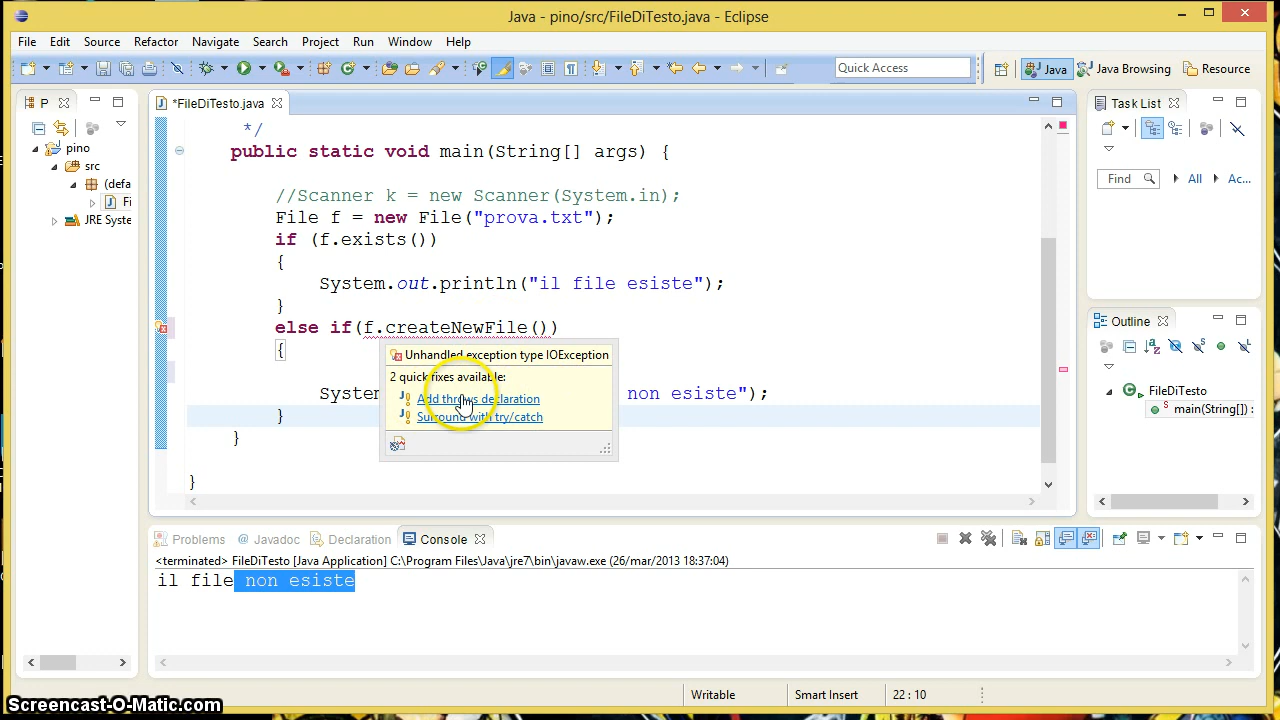 Java - pino/src/FileDiTesto.java - Eclipse
File Edit Source Refactor Navigate Search Project Run Window Help
Quick Access
Java
Java Browsing
Resource
P
pino
src
(defa
Fi
JRE Syste
*FileDiTesto.java
*/
public static void main(String[] args) {
//Scanner k = new Scanner(System.in);
File f = new File("prova.txt");
if (f.exists())
{
System.out.println("il file esiste");
}
else if(f.createNewFile())
{
System
non esiste");
}
}
}
Unhandled exception type IOException
2 quick fixes available:
Add throws declaration
Surround with try/catch
Task List
Find
All
Ac...
Outline
FileDiTesto
main(String[]) :
Problems
@ Javadoc
Console
<terminated> FileDiTesto [Java Application] C:\Program Files\Java\jre7\bin\javaw.exe (26/mar/2013 18:37:04)
il file non esiste
Writable
Smart Insert
22 : 10
Screencast-O-Matic.com